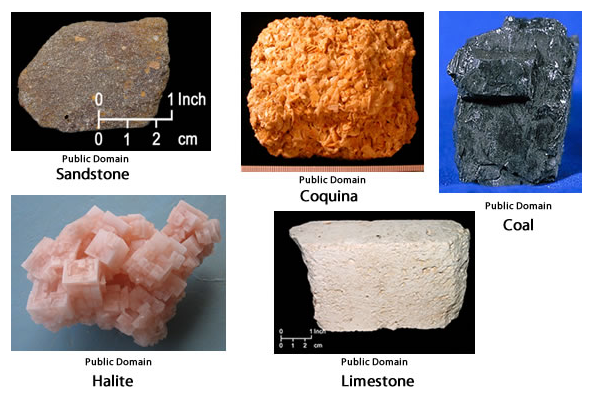 0 1 Inch
0 1 2 cm
Public Domain
Sandstone
Public Domain
Coquina
Public Domain
Coal
Public Domain
Halite
0 1 Inch
0 1 2 cm
Public Domain
Limestone